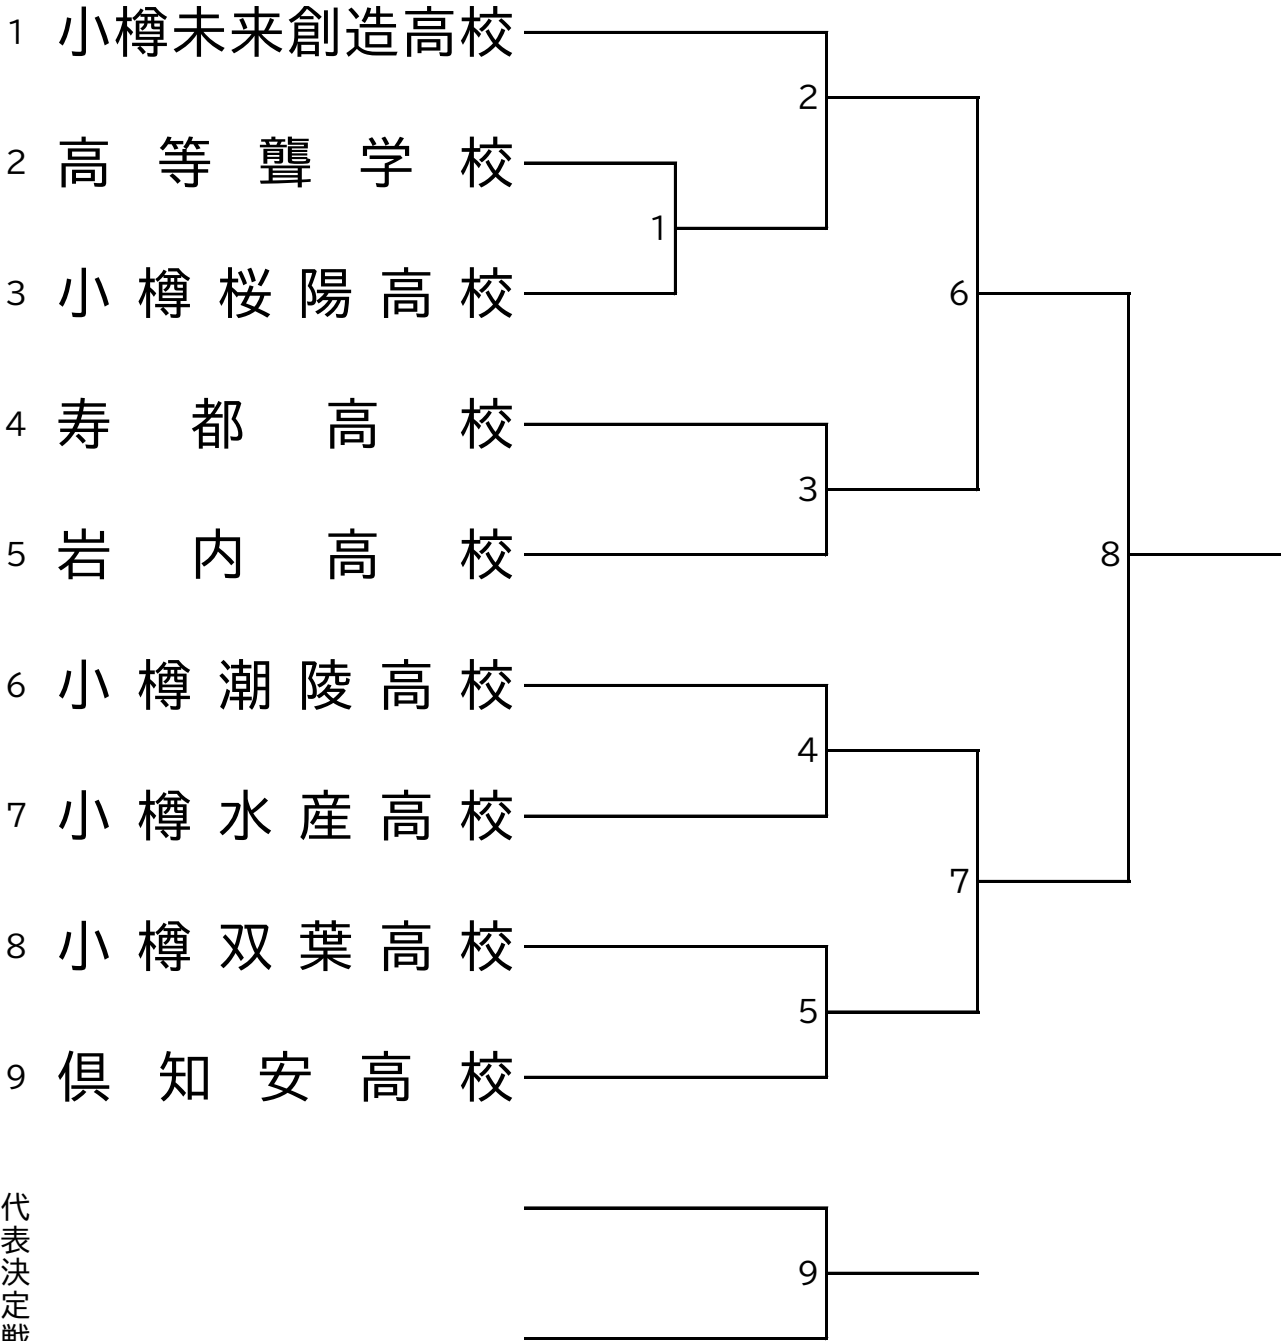 1 小樽未来創造高校
2
2 高等聾学校
1
3 小樽桜陽高校
6
4 寿都高校
3
5 岩内高校
8
6 小樽潮陵高校
4
7 小樽水産高校
7
8 小樽双葉高校
5
9 倶知安高校
代表決定戦
9